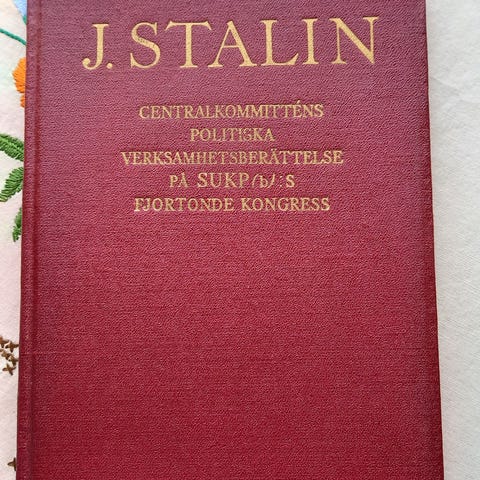 J. STALIN
CENTRALKOMMITTÉNS
POLITISKA
VERKSAMHETSBERÄTTELSE
PÅ SUKP/b/:S
FJORTONDE KONGRESS